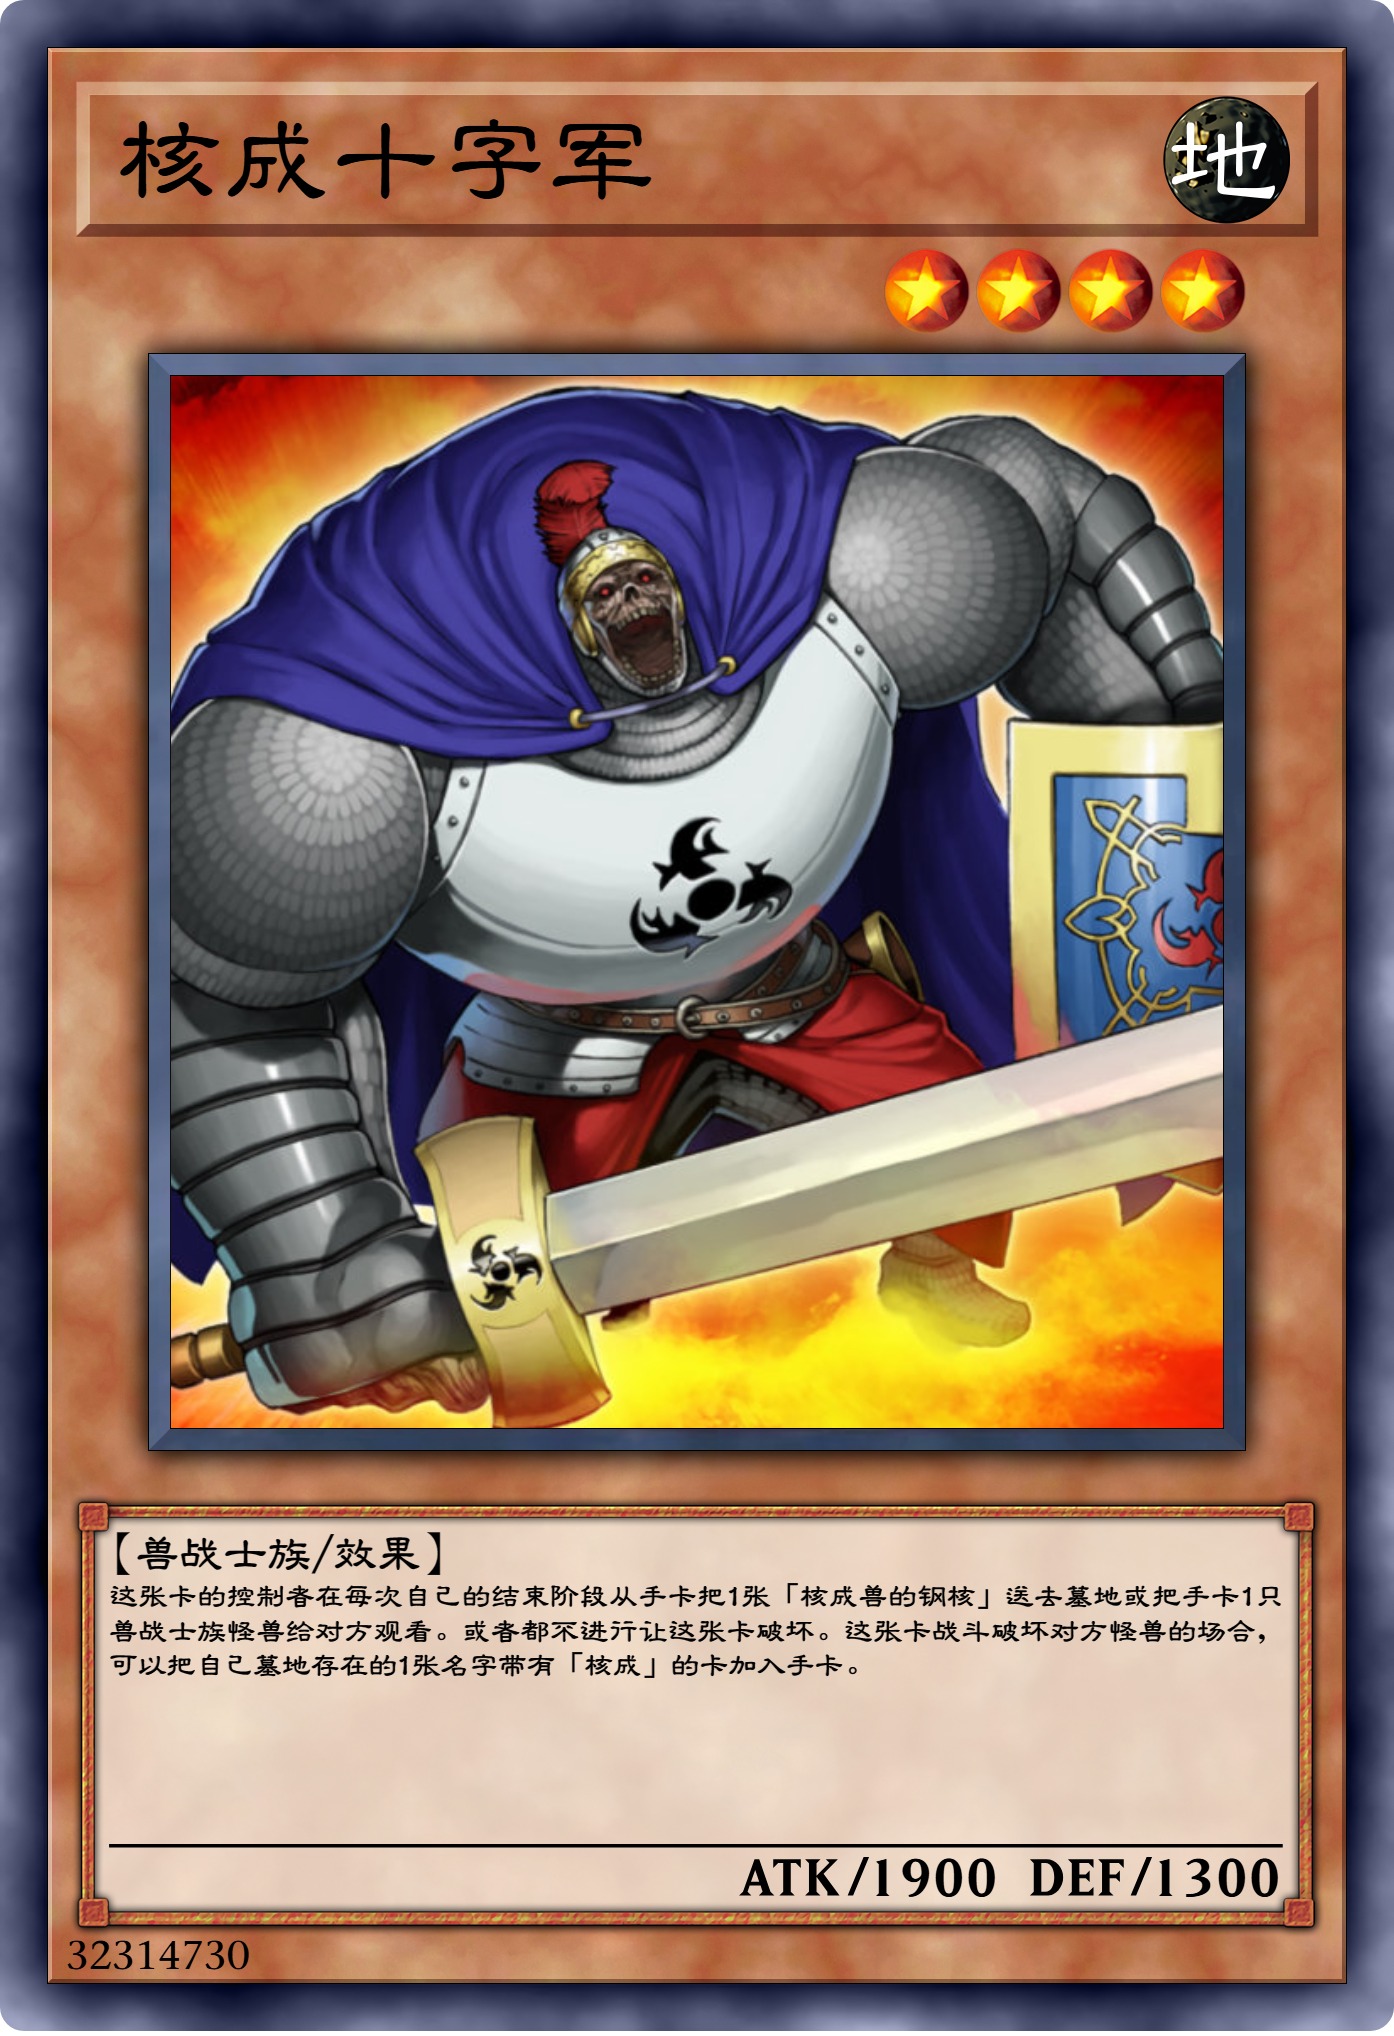 核成十字军
地
【兽战士族/效果】
这张卡的控制者在每次自己的结束阶段从手卡把1张「核成兽的钢核」送去墓地或把手卡1只
兽战士族怪兽给对方观看。或者都不进行让这张卡破坏。这张卡战斗破坏对方怪兽的场合，
可以把自己墓地存在的1张名字带有「核成」的卡加入手卡。
ATK/1900 DEF/1300
32314730